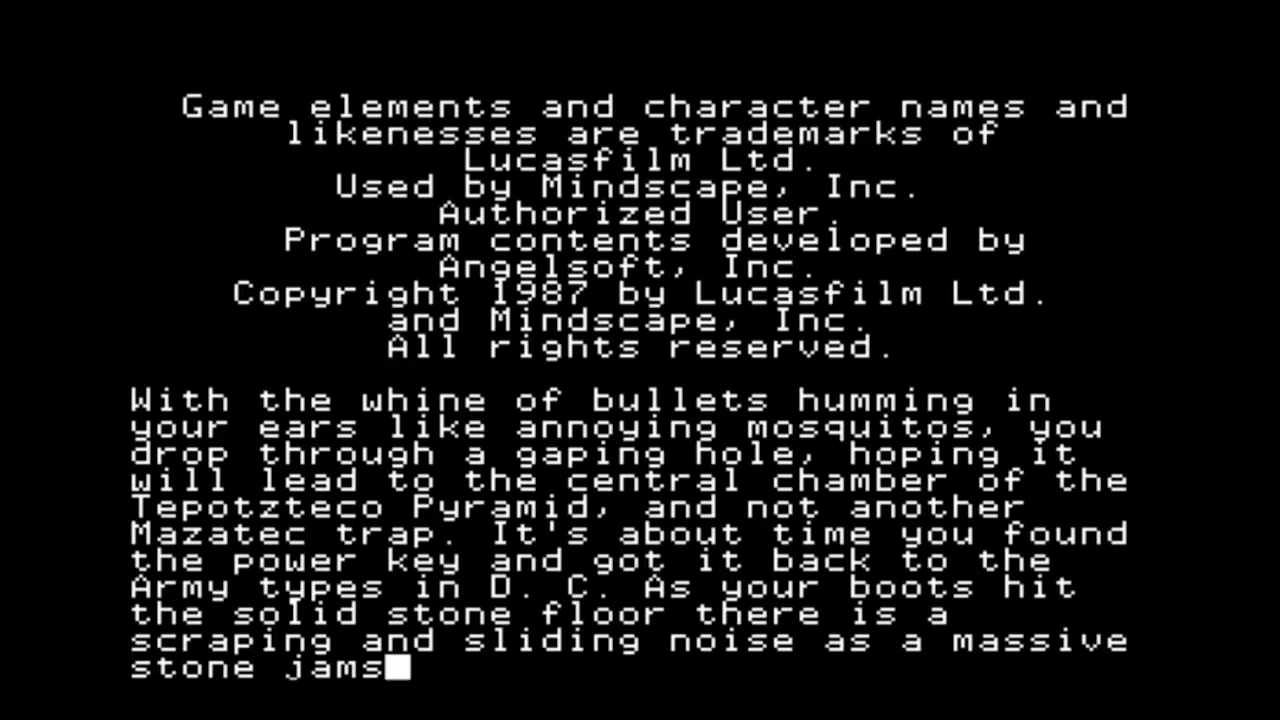 Game elements and character names and
likenesses are trademarks of
Lucasfilm Ltd.
Used by Mindscape, Inc.
Authorized User.
Program contents developed by
Angelsoft, Inc.
Copyright 1987 by Lucasfilm Ltd.
and Mindscape, Inc.
All rights reserved.
With the whine of bullets humming in
your ears like annoying mosquitos, you
drop through a gaping hole, hoping it
will lead to the central chamber of the
Tepotzteco Pyramid, and not another
Mazatec trap. It's about time you found
the power key and got it back to the
Army types in D. C. As your boots hit
the solid stone floor there is a
scraping and sliding noise as a massive
stone jams